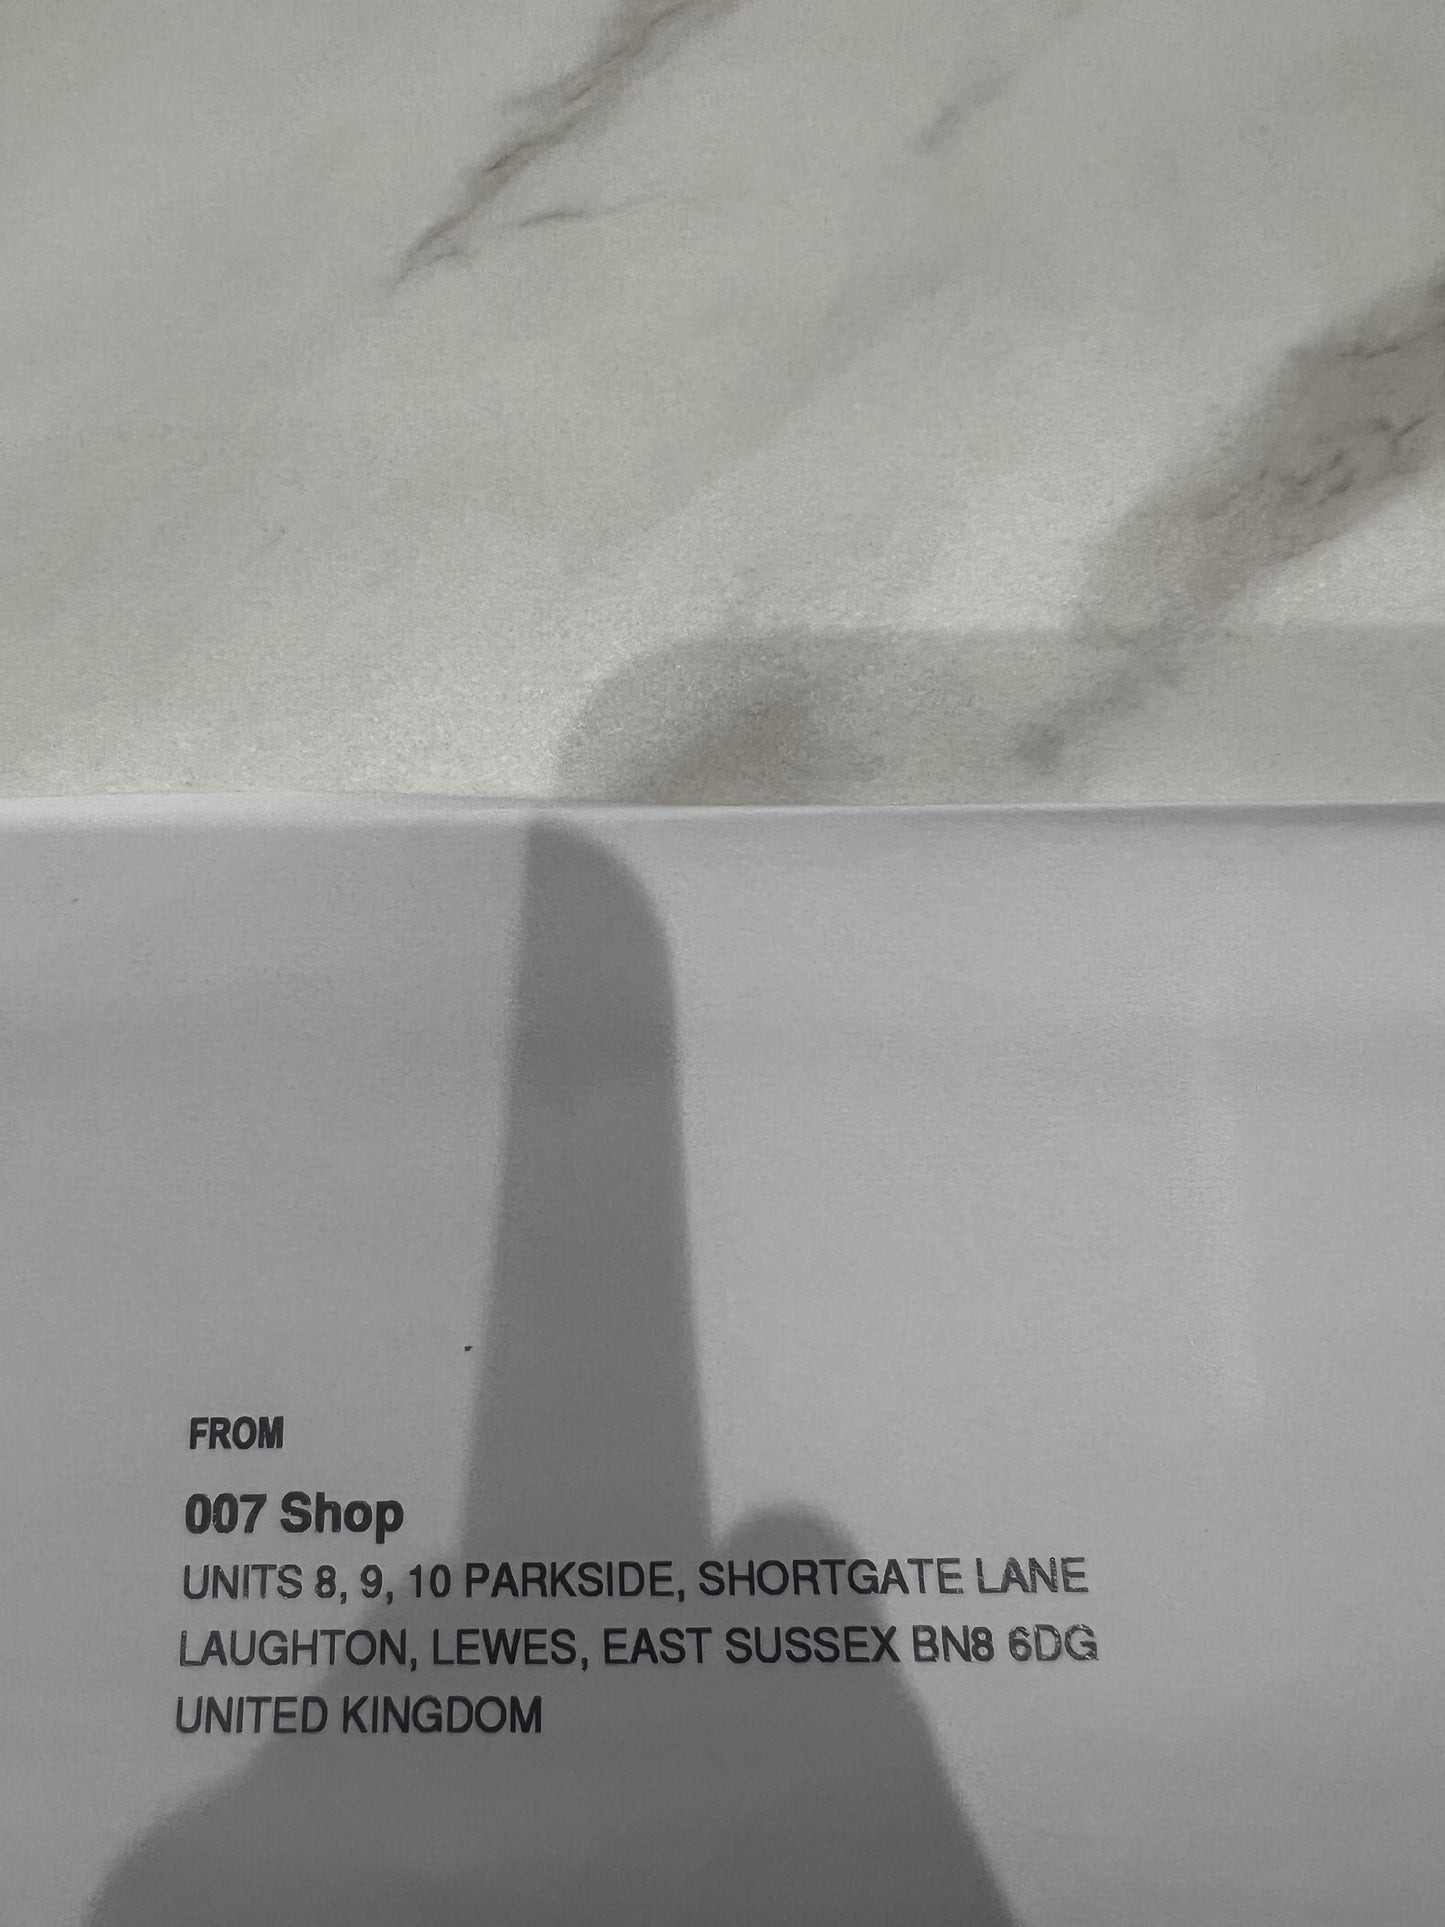 FROM
007 Shop
UNITS 8, 9, 10 PARKSIDE, SHORTGATE LANE
LAUGHTON, LEWES, EAST SUSSEX BN8 6DG
UNITED KINGDOM